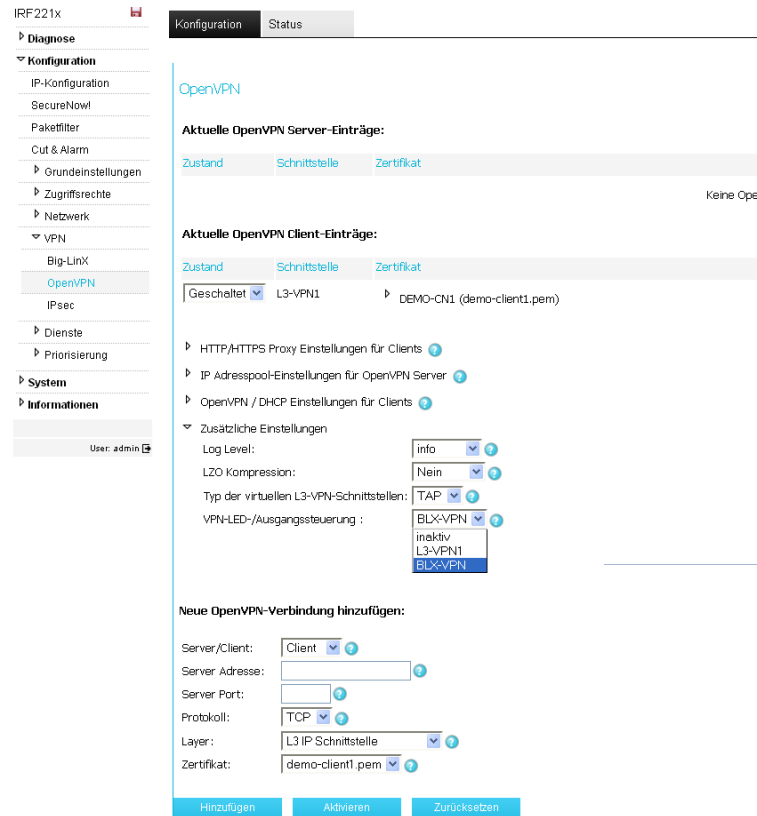 IRF221x
Diagnose
Konfiguration
IP-Konfiguration
SecureNow!
Paketfilter
Cut & Alarm
Grundeinstellungen
Zugriffsrechte
Netzwerk
VPN
Big-LinX
OpenVPN
IPsec
Dienste
Priorisierung
System
Informationen
User: admin
Konfiguration Status
OpenVPN
Aktuelle OpenVPN Server-Einträge:
Zustand Schnittstelle Zertifikat
Keine Ope
Aktuelle OpenVPN Client-Einträge:
Zustand Schnittstelle Zertifikat
Geschaltet L3-VPN1 DEMO-CN1 (demo-client1.pem)
HTTP/HTTPS Proxy Einstellungen für Clients ?
IP Adresspool-Einstellungen für OpenVPN Server ?
OpenVPN / DHCP Einstellungen für Clients ?
Zusätzliche Einstellungen
Log Level: info ?
LZO Kompression: Nein ?
Typ der virtuellen L3-VPN-Schnittstellen: TAP ?
VPN-LED-/Ausgangssteuerung : BLX-VPN ?
inaktiv
L3-VPN1
BLX-VPN
Neue OpenVPN-Verbindung hinzufügen:
Server/Client: Client ?
Server Adresse: ?
Server Port: ?
Protokoll: TCP ?
Layer: L3 IP Schnittstelle ?
Zertifikat: demo-client1.pem ?
Hinzufügen Aktivieren Zurücksetzen